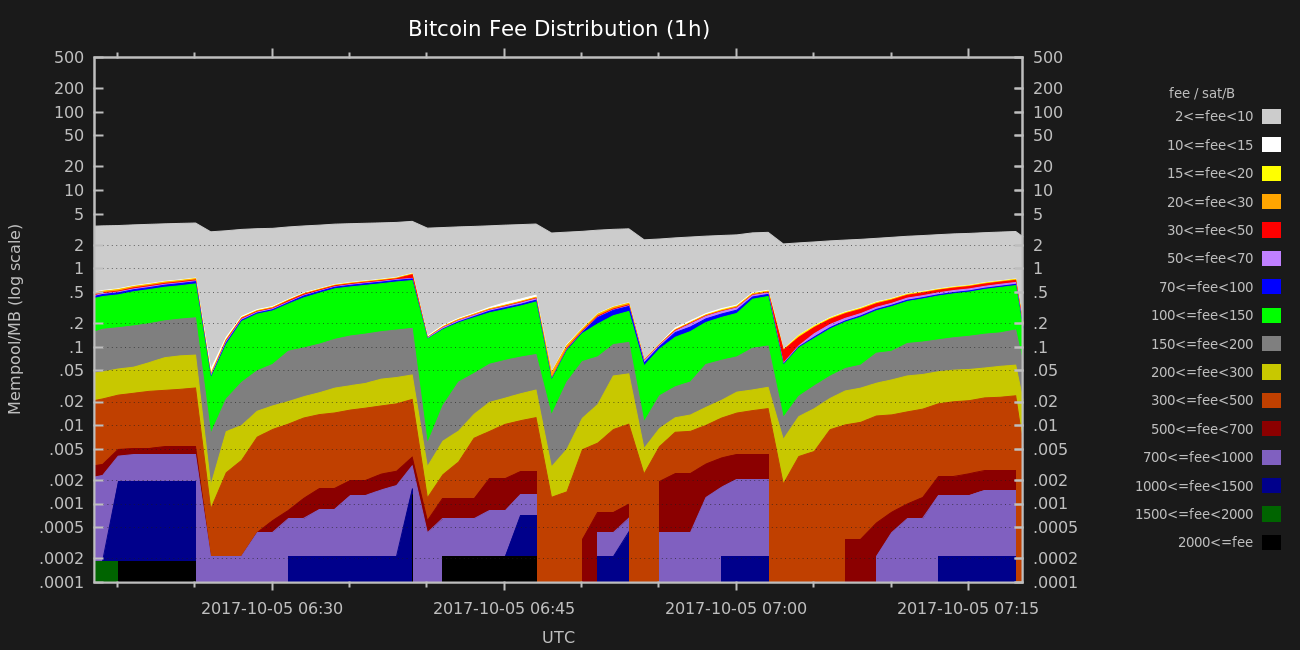 Bitcoin Fee Distribution (1h)
500
200
100
50
20
10
5
2
1
.5
.2
.1
.05
.02
.01
.005
.002
.001
.0005
.0002
.0001
Mempool/MB (log scale)
500
200
100
50
20
10
5
2
1
.5
.2
.1
.05
.02
.01
.005
.002
.001
.0005
.0002
.0001
2017-10-05 06:30
2017-10-05 06:45
2017-10-05 07:00
2017-10-05 07:15
UTC
fee / sat/B
2<=fee<10
10<=fee<15
15<=fee<20
20<=fee<30
30<=fee<50
50<=fee<70
70<=fee<100
100<=fee<150
150<=fee<200
200<=fee<300
300<=fee<500
500<=fee<700
700<=fee<1000
1000<=fee<1500
1500<=fee<2000
2000<=fee